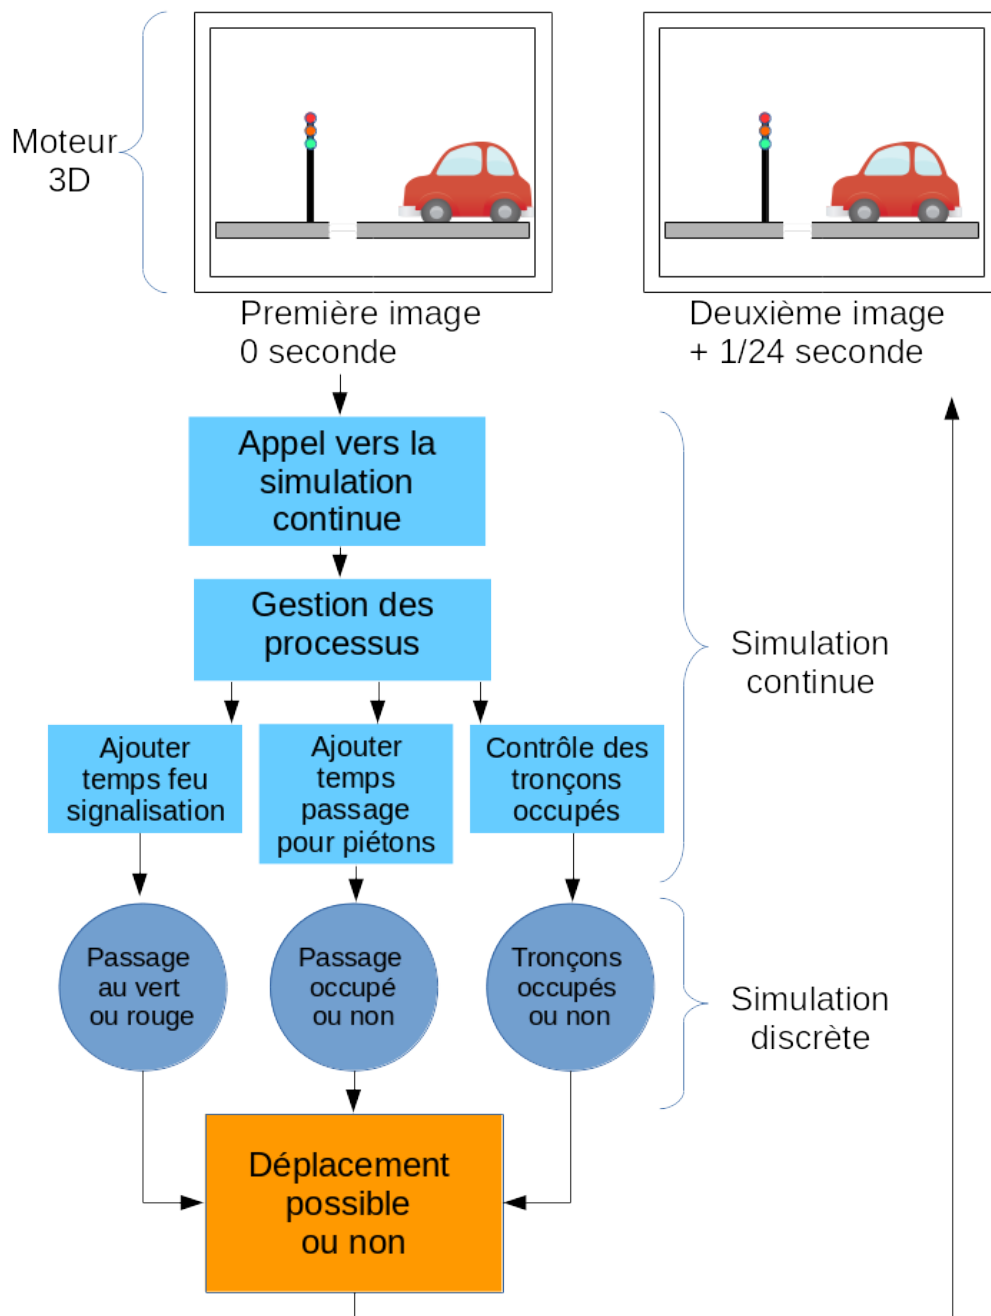 Moteur
3D
Première image
0 seconde
Deuxième image
+ 1/24 seconde
Appel vers la
simulation
continue
Gestion des
processus
Simulation
continue
Ajouter
temps feu
signalisation
Ajouter
temps
passage
pour piétons
Contrôle des
tronçons
occupés
Passage
au vert
ou rouge
Passage
occupé
ou non
Tronçons
occupés
ou non
Simulation
discrète
Déplacement
possible
ou non